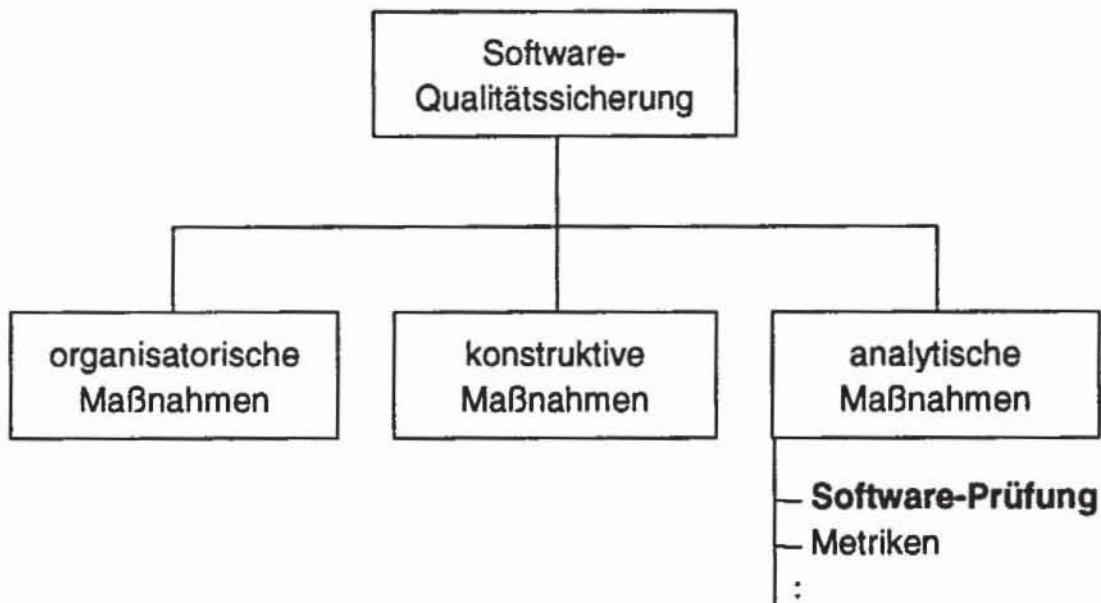 Software-
Qualitätssicherung
organisatorische
Maßnahmen
konstruktive
Maßnahmen
analytische
Maßnahmen
Software-Prüfung
Metriken
: